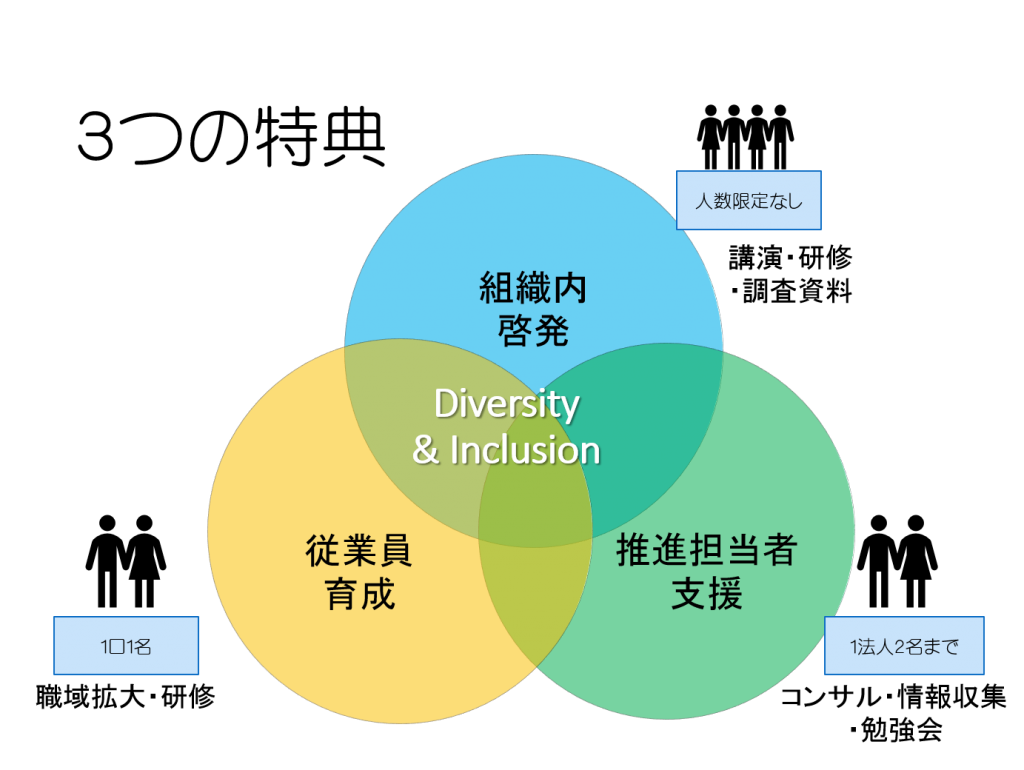 3つの特典
人数限定なし
講演・研修
・調査資料
組織内
啓発
Diversity
& Inclusion
従業員
育成
推進担当者
支援
1口1名
職域拡大・研修
1法人2名まで
コンサル・情報収集
・勉強会